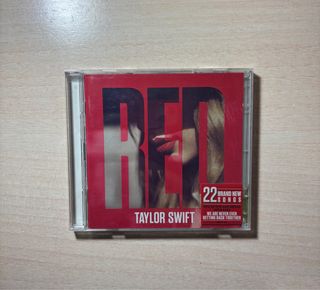 RED
TAYLOR SWIFT
22 BRAND NEW
SONGS
WE ARE NEVER EVER
GETTING BACK TOGETHER